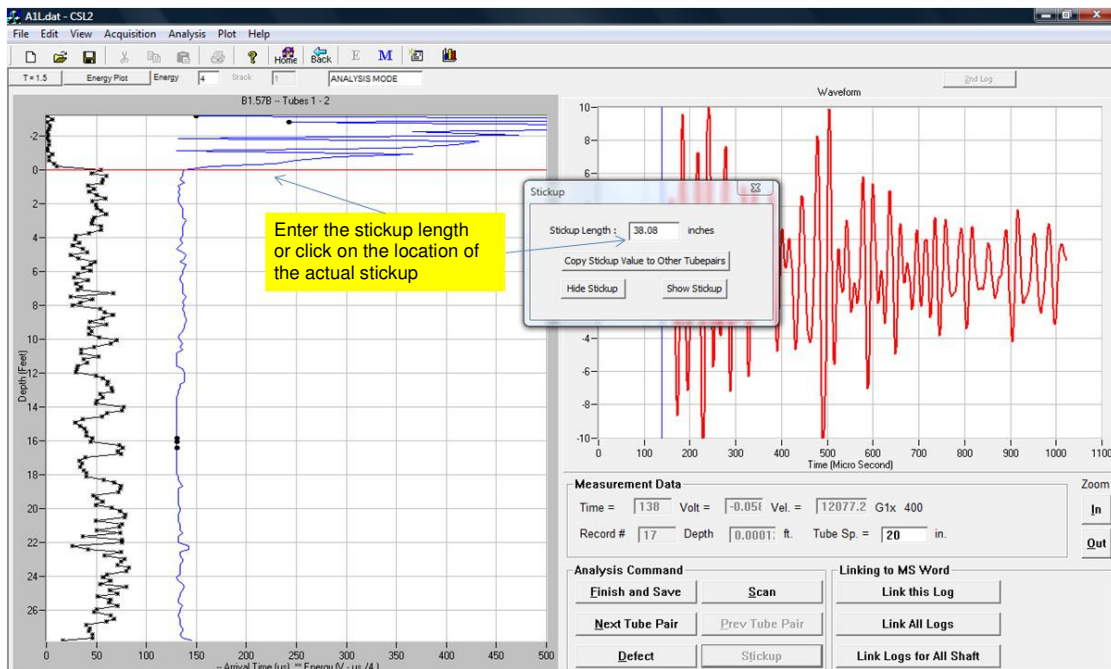 A1L.dat - CSL2
File Edit View Acquisition Analysis Plot Help
Home Back E M
T = 1.5 Energy Plot Energy 4 Stack 1 ANALYSIS MODE 2nd Log
B1.57B -- Tubes 1 - 2
-2
0
2
4
6
8
10
12
14
16
18
20
22
24
26
Depth (Feet)
0 50 100 150 200 250 300 350 400 450 500
-- Arrival Time (us) ** Energy (V - us /4 )
Enter the stickup length
or click on the location of
the actual stickup
Waveform
10
8
6
-4
-6
-8
-10
0 100 200 300 400 500 600 700 800 900 1000 1100
Time (Micro Second)
Stickup
Stickup Length : 38.08 inches
Copy Stickup Value to Other Tubepairs
Hide Stickup Show Stickup
Measurement Data
Time = 138 Volt = -0.05 Vel. = 12077.2 G1x 400
Record # 17 Depth 0.0001 ft. Tube Sp. = 20 in.
Zoom
In
Out
Analysis Command
Finish and Save Scan
Next Tube Pair Prev Tube Pair
Defect Stickup
Linking to MS Word
Link this Log
Link All Logs
Link Logs for All Shaft